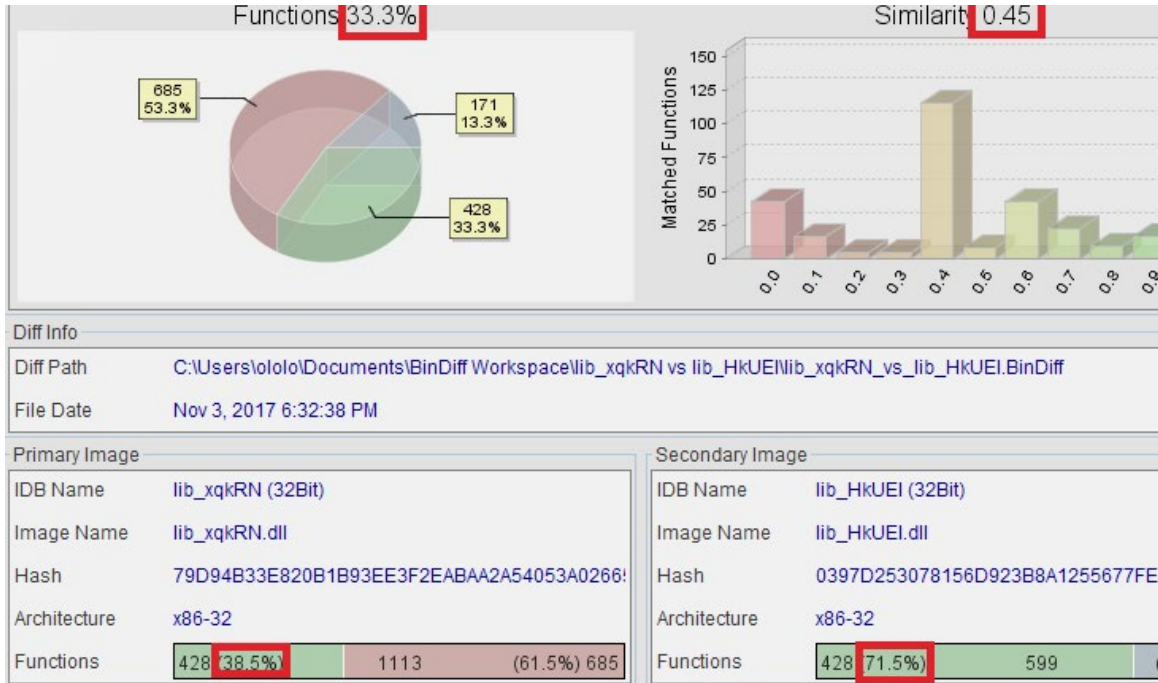 Functions 33.3%
Similarity 0.45
685
53.3%
171
13.3%
428
33.3%
Matched Functions
150
125
100
75
50
25
0
0.0 0.1 0.2 0.3 0.4 0.5 0.6 0.7 0.8 0.9
Diff Info
Diff Path C:\Users\ololo\Documents\BinDiff Workspace\lib_xqkRN vs lib_HkUEI\lib_xqkRN_vs_lib_HkUEI.BinDiff
File Date Nov 3, 2017 6:32:38 PM
Primary Image
IDB Name lib_xqkRN (32Bit)
Image Name lib_xqkRN.dll
Hash 79D94B33E820B1B93EE3F2EABAA2A54053A0266
Architecture x86-32
Functions 428 (38.5%) 1113 (61.5%) 685
Secondary Image
IDB Name lib_HkUEI (32Bit)
Image Name lib_HkUEI.dll
Hash 0397D253078156D923B8A1255677FE
Architecture x86-32
Functions 428 (71.5%) 599